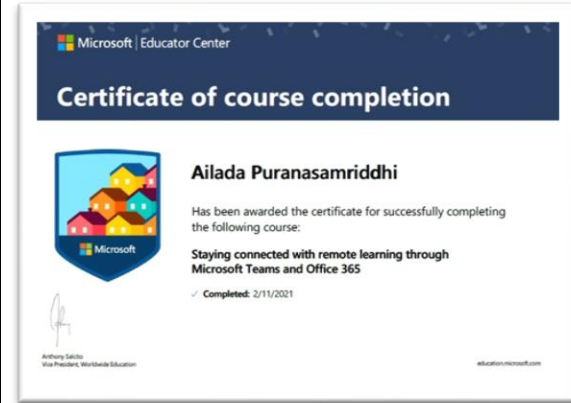 Microsoft | Educator Center
Certificate of course completion
Ailada Puranasamriddhi
Has been awarded the certificate for successfully completing
the following course:
Staying connected with remote learning through
Microsoft Teams and Office 365
Microsoft
✓ Completed: 2/11/2021
Anthony Salcito
Vice President, Worldwide Education
education.microsoft.com